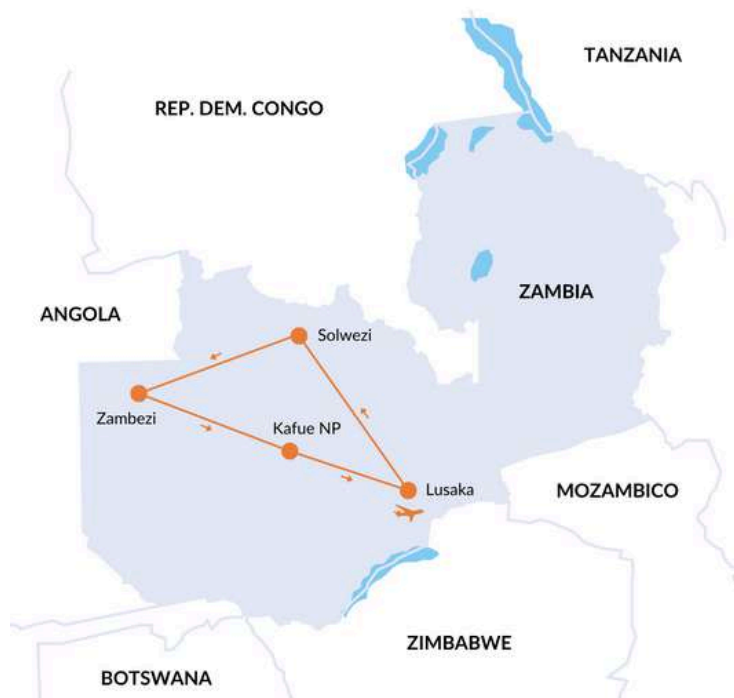 TANZANIA
REP. DEM. CONGO
ZAMBIA
ANGOLA
Solwezi
Zambezi
Kafue NP
Lusaka
MOZAMBICO
ZIMBABWE
BOTSWANA